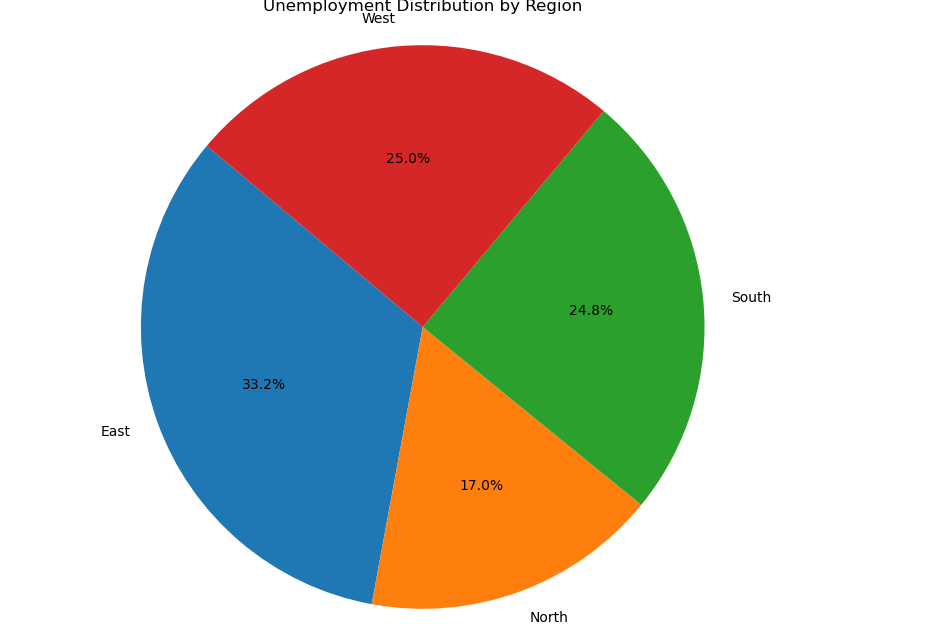 Unemployment Distribution by Region
West
25.0%
South
24.8%
33.2%
East
17.0%
North